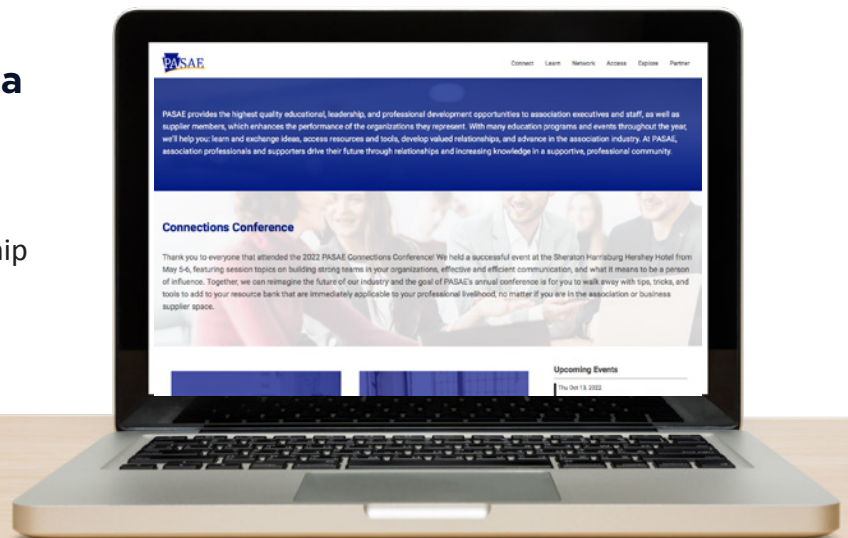 a
hip
PASAE
Connect Learn Network Access Explore Partner
PASAE provides the highest quality educational, leadership, and professional development opportunities to association executives and staff, as well as
supplier members, which enhances the performance of the organizations they represent. With many education programs and events throughout the year,
we'll help you: learn and exchange ideas, access resources and tools, develop valued relationships, and advance in the association industry. At PASAE,
association professionals and supporters drive their future through relationships and increasing knowledge in a supportive, professional community.
Connections Conference
Thank you to everyone that attended the 2022 PASAE Connections Conference! We held a successful event at the Sheraton Harrisburg Hershey Hotel from
May 5-6, featuring session topics on building strong teams in your organizations, effective and efficient communication, and what it means to be a person
of influence. Together, we can reimagine the future of our industry and the goal of PASAE's annual conference is for you to walk away with tips, tricks, and
tools to add to your resource bank that are immediately applicable to your professional livelihood, no matter if you are in the association or business
supplier space.
Upcoming Events
Thu Oct 13, 2022